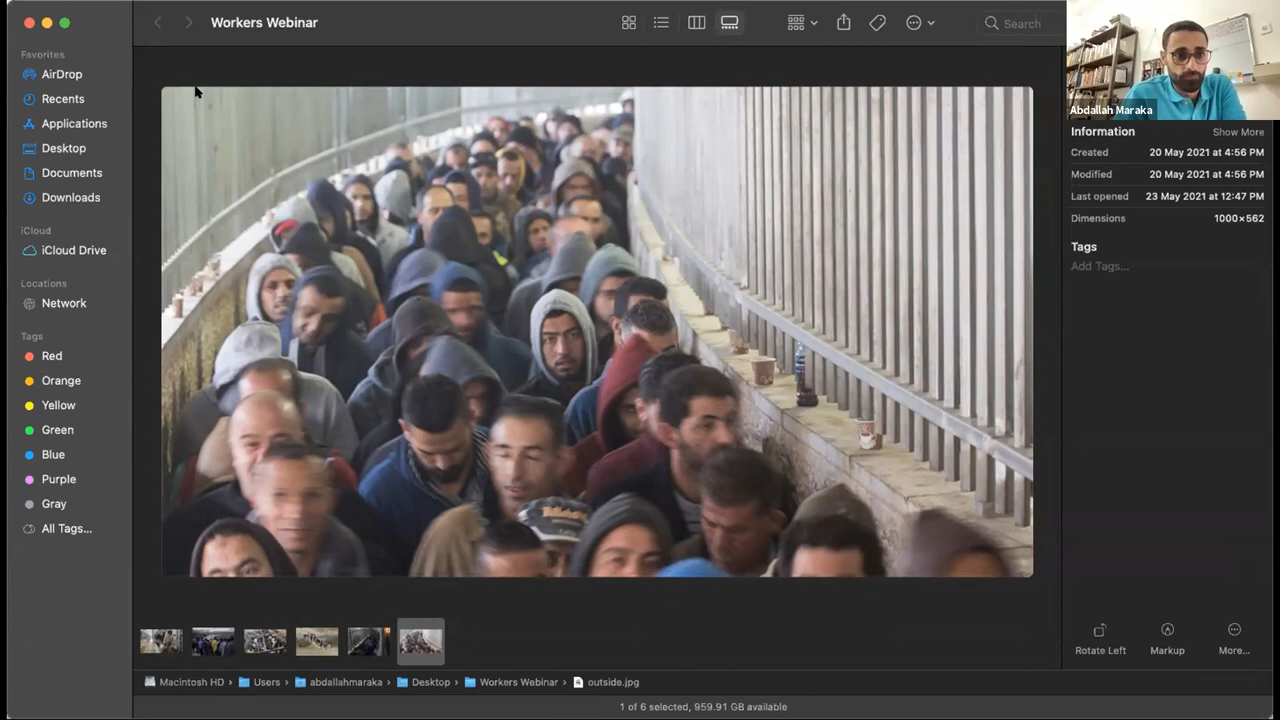 Workers Webinar
Search
Favorites
AirDrop
Recents
Applications
Desktop
Documents
Downloads
iCloud
iCloud Drive
Locations
Network
Tags
Red
Orange
Yellow
Green
Blue
Purple
Gray
All Tags...
Abdallah Maraka
Information
Show More
Created
20 May 2021 at 4:56 PM
Modified
20 May 2021 at 4:56 PM
Last opened
23 May 2021 at 12:47 PM
Dimensions
1000×562
Tags
Add Tags...
Rotate Left
Markup
More...
Macintosh HD › Users › abdallahmaraka › Desktop › Workers Webinar › outside.jpg
1 of 6 selected, 959.91 GB available